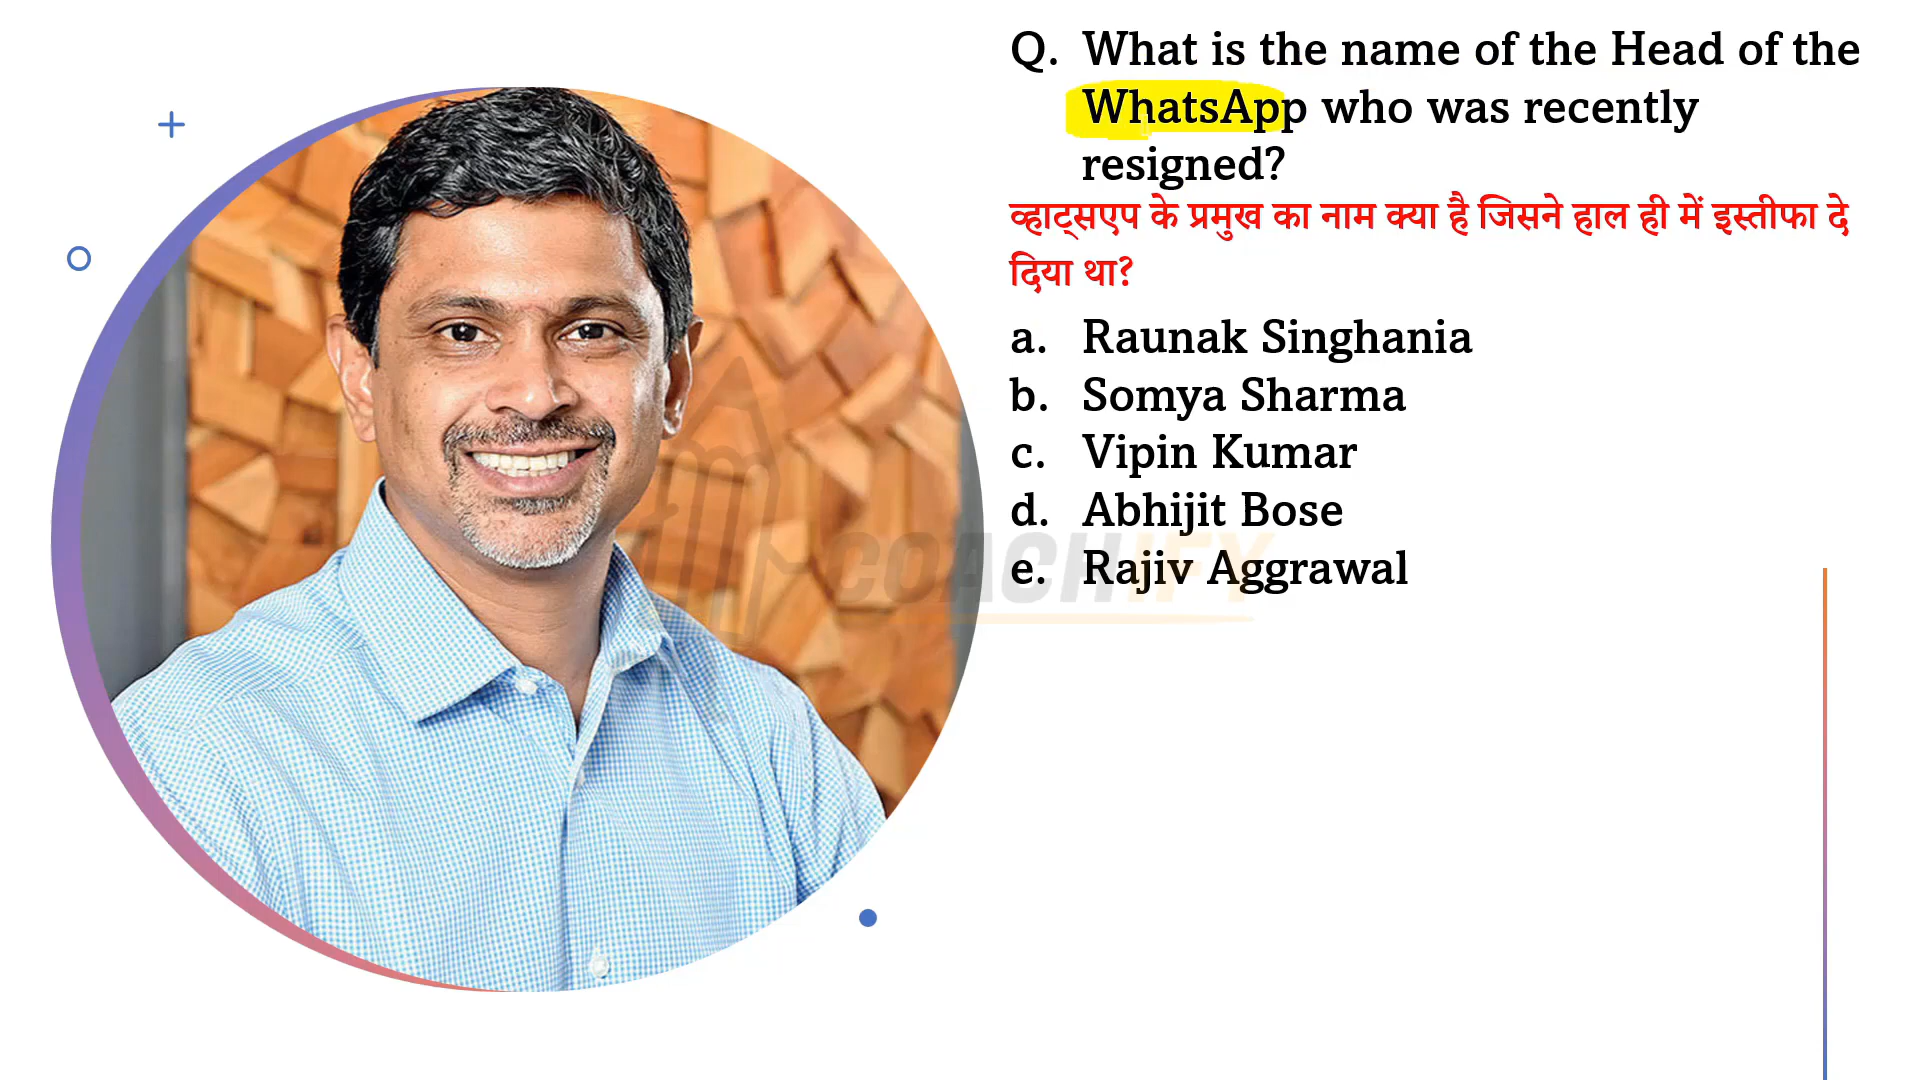 Q. What is the name of the Head of the
WhatsApp who was recently
resigned?
व्हाट्सएप के प्रमुख का नाम क्या है जिसने हाल ही में इस्तीफा दे
दिया था?
a. Raunak Singhania
b. Somya Sharma
c. Vipin Kumar
d. Abhijit Bose
COACHIFY
e. Rajiv Aggrawal